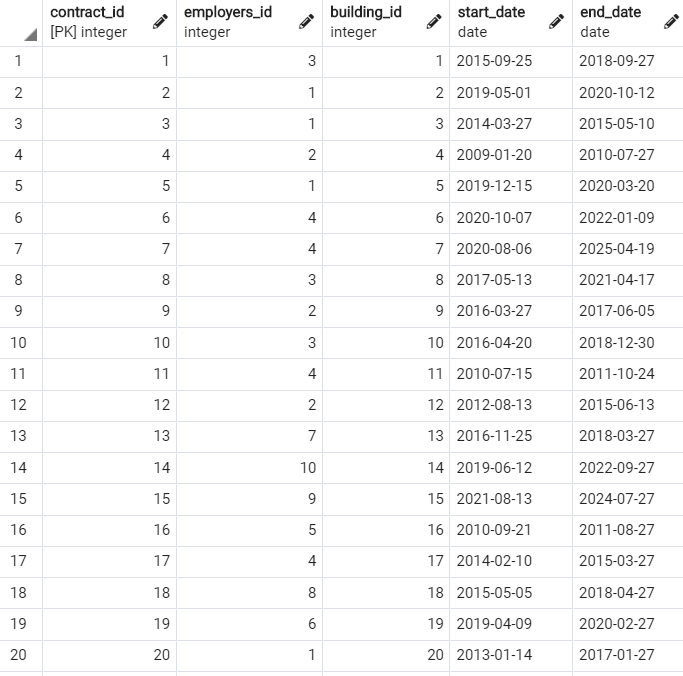 contract_id employers_id building_id start_date end_date
[PK] integer integer integer date date
1 1 3 1 2015-09-25 2018-09-27
2 2 1 2 2019-05-01 2020-10-12
3 3 1 3 2014-03-27 2015-05-10
4 4 2 4 2009-01-20 2010-07-27
5 5 1 5 2019-12-15 2020-03-20
6 6 4 6 2020-10-07 2022-01-09
7 7 4 7 2020-08-06 2025-04-19
8 8 3 8 2017-05-13 2021-04-17
9 9 2 9 2016-03-27 2017-06-05
10 10 3 10 2016-04-20 2018-12-30
11 11 4 11 2010-07-15 2011-10-24
12 12 2 12 2012-08-13 2015-06-13
13 13 7 13 2016-11-25 2018-03-27
14 14 10 14 2019-06-12 2022-09-27
15 15 9 15 2021-08-13 2024-07-27
16 16 5 16 2010-09-21 2011-08-27
17 17 4 17 2014-02-10 2015-03-27
18 18 8 18 2015-05-05 2018-04-27
19 19 6 19 2019-04-09 2020-02-27
20 20 1 20 2013-01-14 2017-01-27